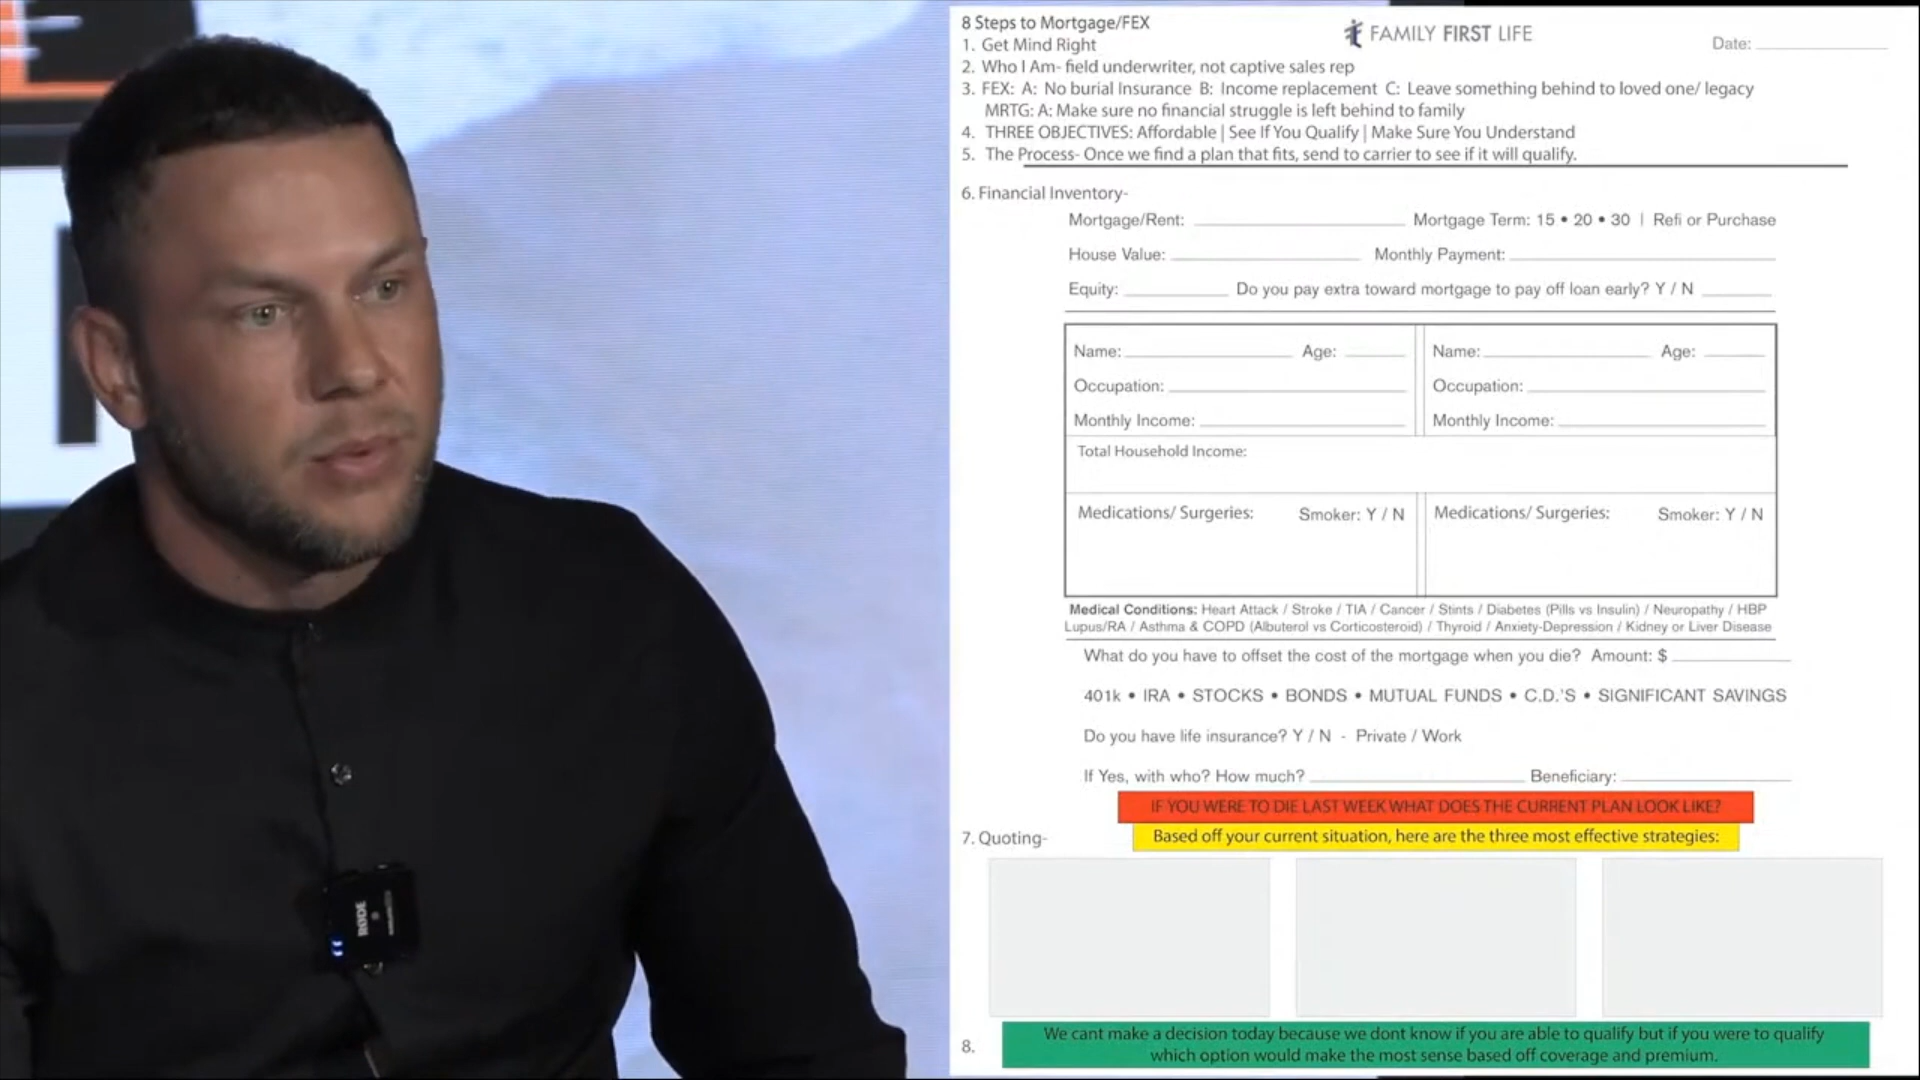 8 Steps to Mortgage/FEX
FAMILY FIRST LIFE
Date:
1. Get Mind Right
2. Who I Am- field underwriter, not captive sales rep
3. FEX: A: No burial Insurance B: Income replacement C: Leave something behind to loved one/ legacy
MRTG: A: Make sure no financial struggle is left behind to family
4. THREE OBJECTIVES: Affordable | See If You Qualify | Make Sure You Understand
5. The Process- Once we find a plan that fits, send to carrier to see if it will qualify.
6. Financial Inventory-
Mortgage/Rent: Mortgage Term: 15 • 20 • 30 | Refi or Purchase
House Value: Monthly Payment:
Equity: Do you pay extra toward mortgage to pay off loan early? Y / N
Name: Age: Name: Age:
Occupation: Occupation:
Monthly Income: Monthly Income:
Total Household Income:
Medications/ Surgeries: Smoker: Y / N Medications/ Surgeries: Smoker: Y / N
Medical Conditions: Heart Attack / Stroke / TIA / Cancer / Stints / Diabetes (Pills vs Insulin) / Neuropathy / HBP
Lupus/RA / Asthma & COPD (Albuterol vs Corticosteroid) / Thyroid / Anxiety-Depression / Kidney or Liver Disease
What do you have to offset the cost of the mortgage when you die? Amount: $
401k • IRA • STOCKS • BONDS • MUTUAL FUNDS • C.D.'S • SIGNIFICANT SAVINGS
Do you have life insurance? Y / N - Private / Work
If Yes, with who? How much? Beneficiary:
IF YOU WERE TO DIE LAST WEEK WHAT DOES THE CURRENT PLAN LOOK LIKE?
7. Quoting-
Based off your current situation, here are the three most effective strategies:
8.
We cant make a decision today because we dont know if you are able to qualify but if you were to qualify
which option would make the most sense based off coverage and premium.
RODE